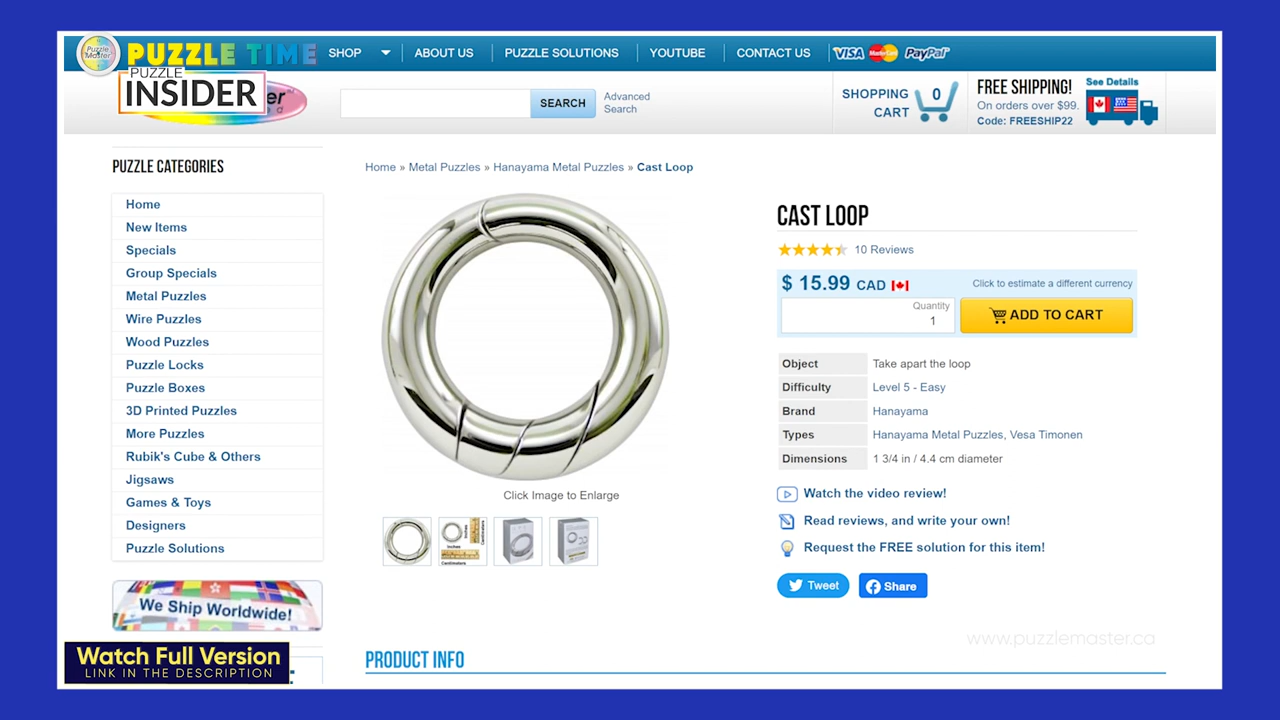 PUZZLE TIME
SHOP
ABOUT US
PUZZLE SOLUTIONS
YOUTUBE
CONTACT US
VISA MasterCard PayPal
Puzzle Master
PUZZLE
INSIDER
SEARCH
Advanced
Search
SHOPPING
CART
0
FREE SHIPPING!
On orders over $99.
Code: FREESHIP22
See Details
PUZZLE CATEGORIES
Home
New Items
Specials
Group Specials
Metal Puzzles
Wire Puzzles
Wood Puzzles
Puzzle Locks
Puzzle Boxes
3D Printed Puzzles
More Puzzles
Rubik's Cube & Others
Jigsaws
Games & Toys
Designers
Puzzle Solutions
We Ship Worldwide!
Home » Metal Puzzles » Hanayama Metal Puzzles » Cast Loop
Click Image to Enlarge
Inches
Centimeters
Centimeters
CAST LOOP
10 Reviews
$ 15.99 CAD
Click to estimate a different currency
Quantity
1
ADD TO CART
Object Take apart the loop
Difficulty Level 5 - Easy
Brand Hanayama
Types Hanayama Metal Puzzles, Vesa Timonen
Dimensions 1 3/4 in / 4.4 cm diameter
Watch the video review!
Read reviews, and write your own!
Request the FREE solution for this item!
Tweet
Share
www.puzzlemaster.ca
Watch Full Version
LINK IN THE DESCRIPTION
PRODUCT INFO